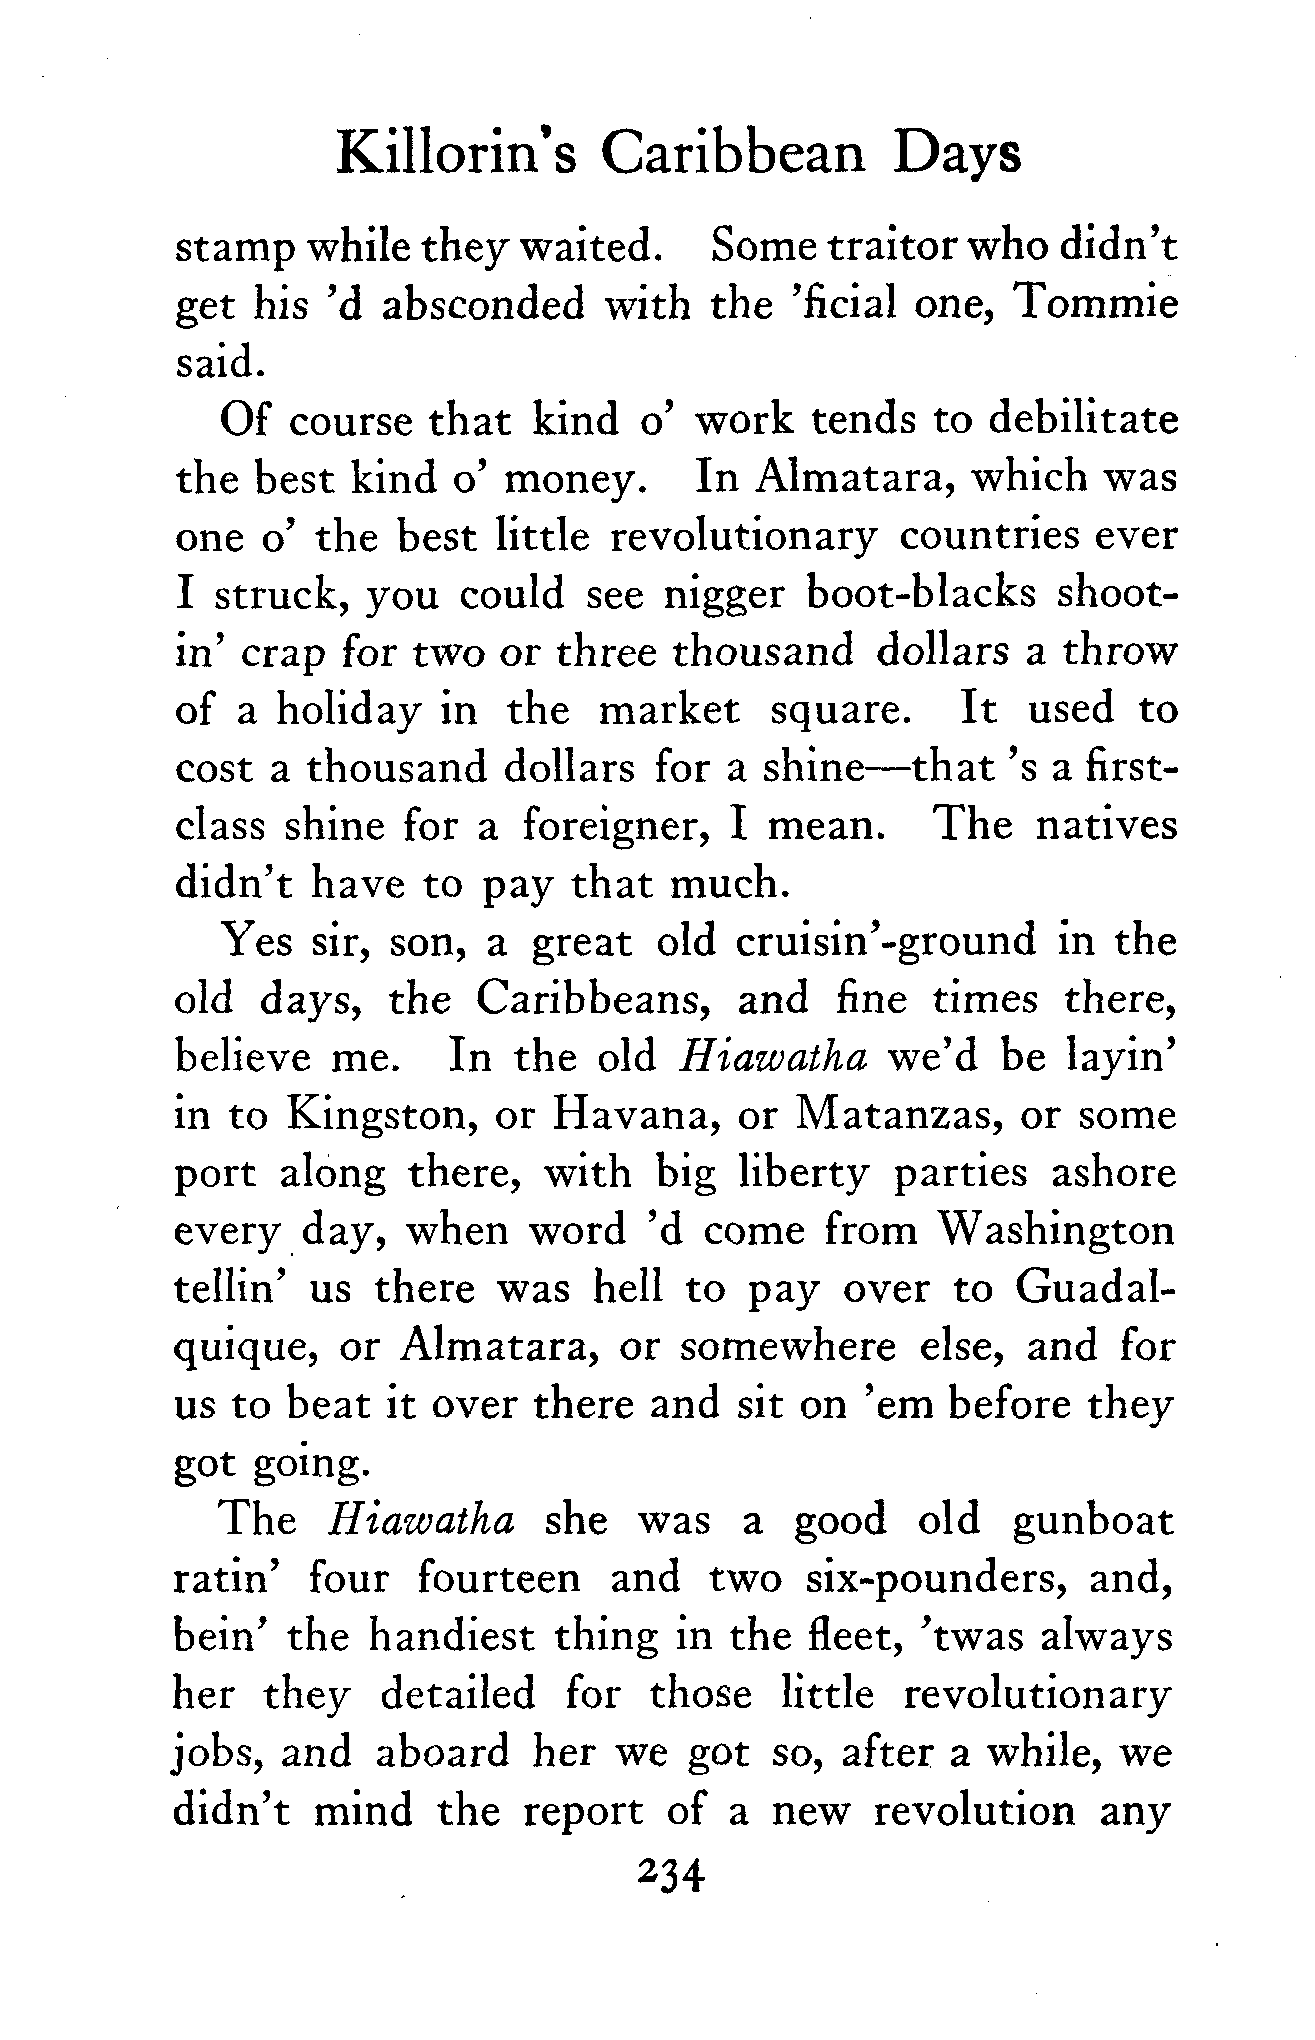 Killorin's Caribbean Days
stamp while they waited. Some traitor who didn't
get his 'd absconded with the 'ficial one, Tommie
said.
Of course that kind o' work tends to debilitate
the best kind o' money. In Almatara, which was
one o' the best little revolutionary countries ever
I struck, you could see nigger boot-blacks shoot-
in' crap for two or three thousand dollars a throw
of a holiday in the market square. It used to
cost a thousand dollars for a shine—that 's a first-
class shine for a foreigner, I mean. The natives
didn't have to pay that much.
Yes sir, son, a great old cruisin'-ground in the
old days, the Caribbeans, and fine times there,
believe me. In the old Hiawatha we'd be layin'
in to Kingston, or Havana, or Matanzas, or some
port along there, with big liberty parties ashore
every day, when word 'd come from Washington
tellin' us there was hell to pay over to Guadal-
quique, or Almatara, or somewhere else, and for
us to beat it over there and sit on 'em before they
got going.
The Hiawatha she was a good old gunboat
ratin' four fourteen and two six-pounders, and,
bein' the handiest thing in the fleet, 'twas always
her they detailed for those little revolutionary
jobs, and aboard her we got so, after a while, we
didn't mind the report of a new revolution any
234